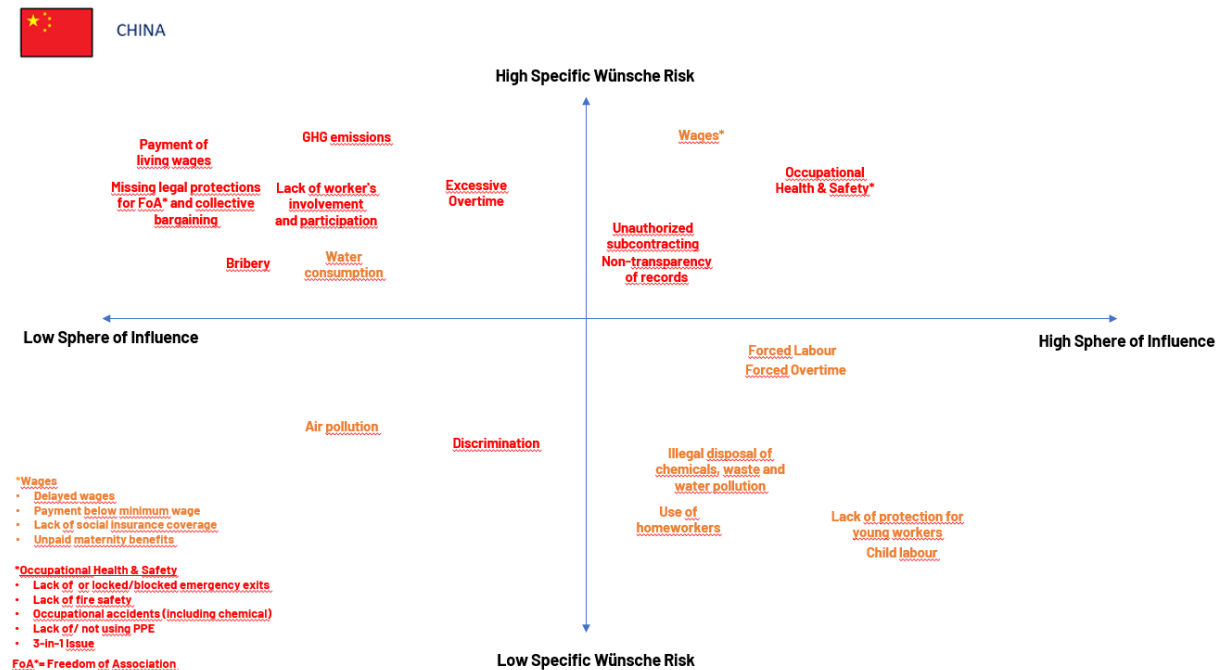 CHINA
High Specific Wünsche Risk
Payment of
living wages
GHG emissions
Wages*
Missing legal protections
for FoA* and collective
bargaining
Lack of worker's
involvement
and participation
Excessive
Overtime
Occupational
Health & Safety*
Unauthorized
subcontracting
Non-transparency
of records
Bribery
Water
consumption
Low Sphere of Influence
High Sphere of Influence
Forced Labour
Forced Overtime
Air pollution
Discrimination
Illegal disposal of
chemicals, waste and
water pollution
Use of
homeworkers
Lack of protection for
young workers
Child labour
*Wages
• Delayed wages
• Payment below minimum wage
• Lack of social insurance coverage
• Unpaid maternity benefits
*Occupational Health & Safety
• Lack of or locked/blocked emergency exits
• Lack of fire safety
• Occupational accidents (including chemical)
• Lack of/ not using PPE
• 3-in-1 Issue
FoA*= Freedom of Association
Low Specific Wünsche Risk